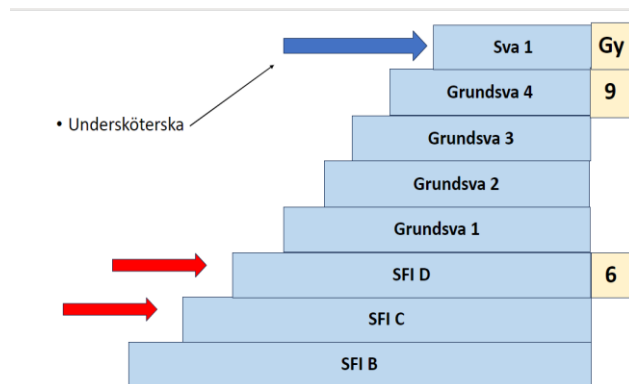 Sva 1 Gy
Grundsva 4 9
• Undersköterska
Grundsva 3
Grundsva 2
Grundsva 1
SFI D 6
SFI C
SFI B